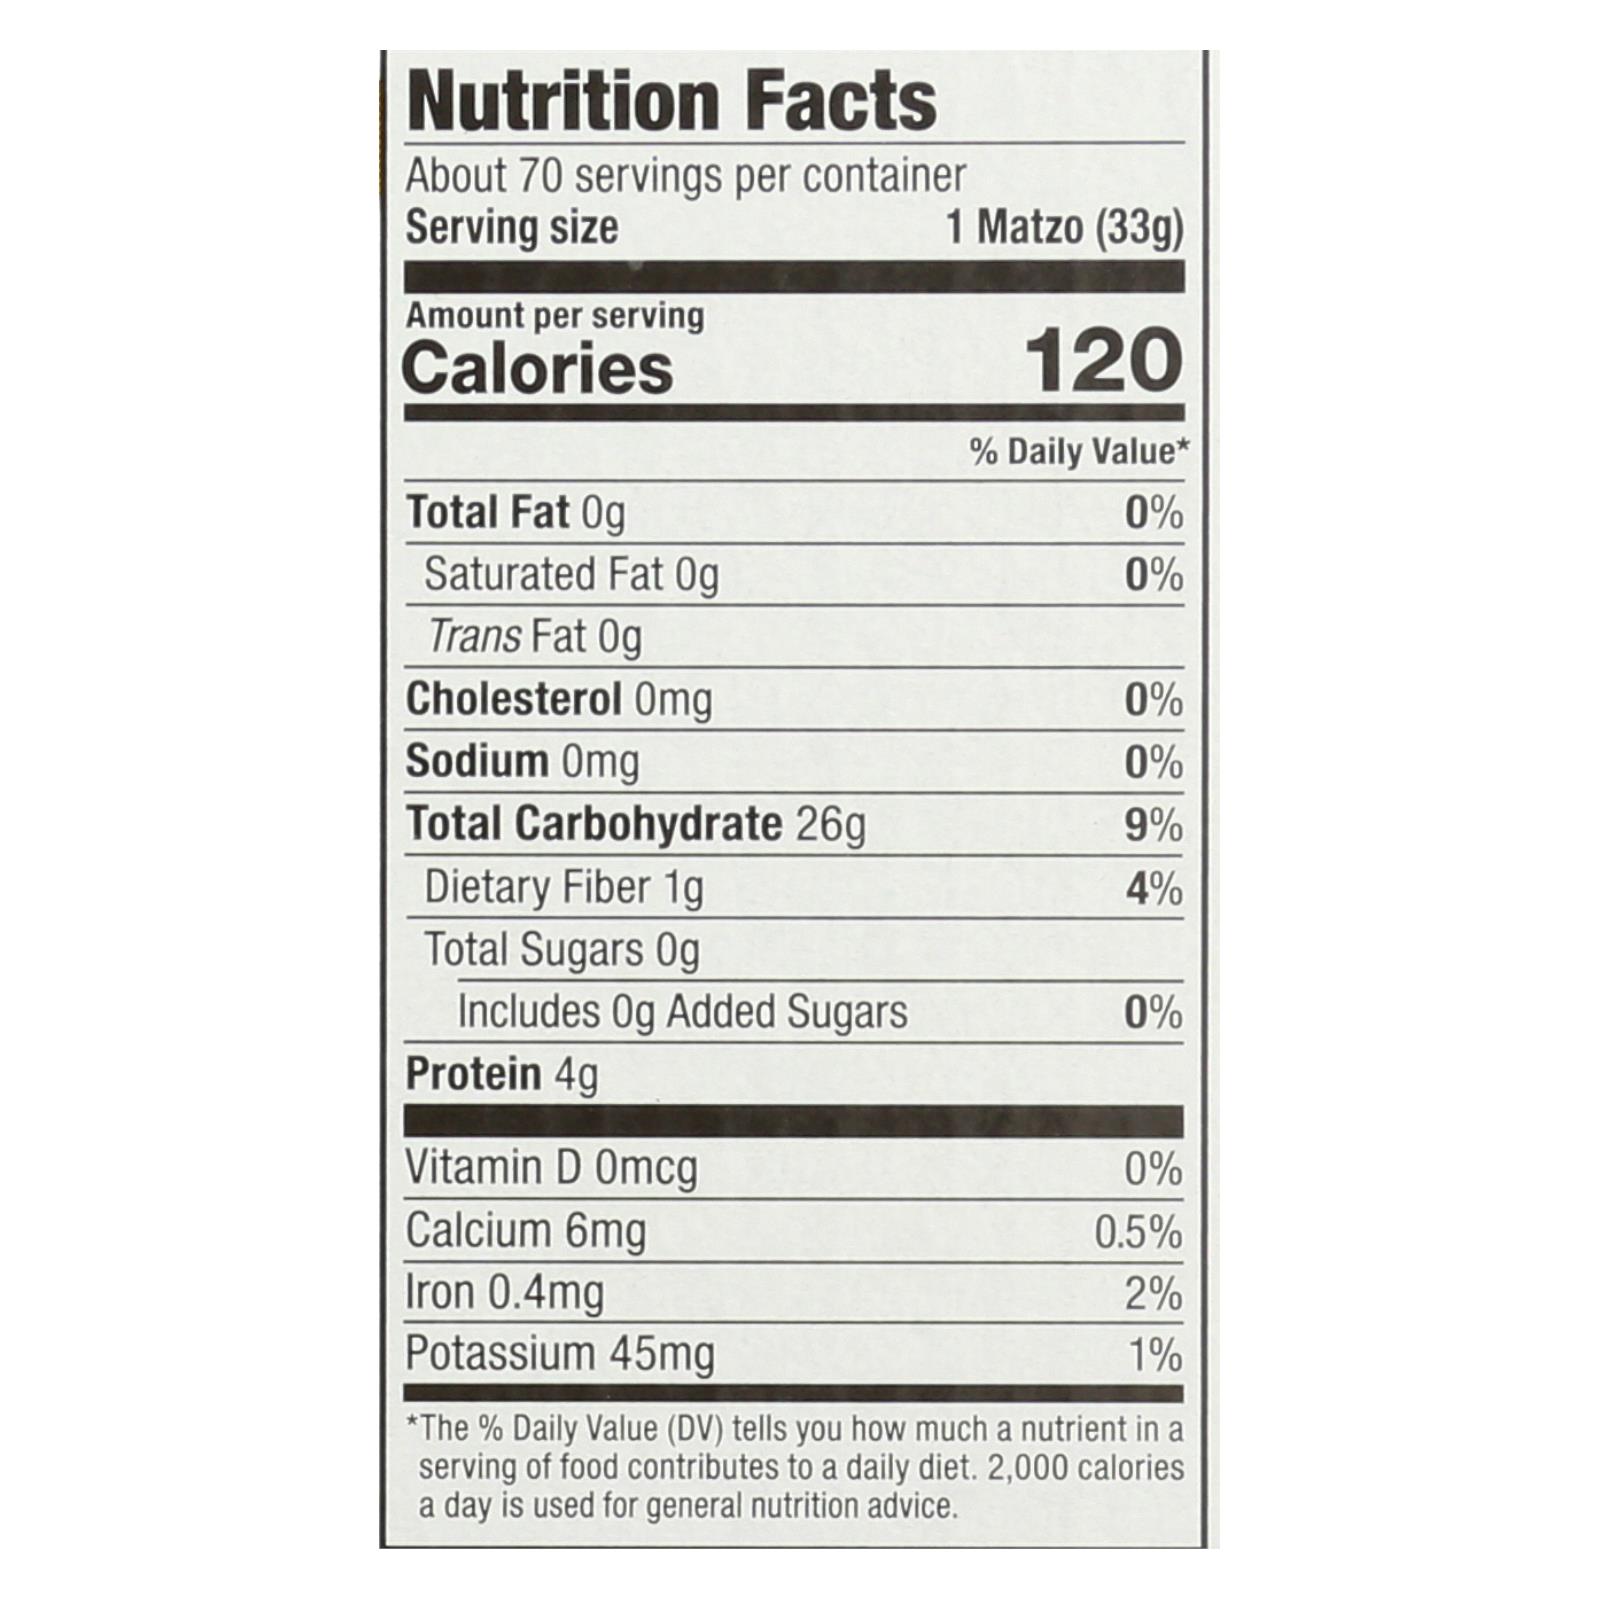 Nutrition Facts
About 70 servings per container
Serving size 1 Matzo (33g)
Amount per serving
Calories 120
% Daily Value*
Total Fat 0g 0%
Saturated Fat 0g 0%
Trans Fat 0g
Cholesterol 0mg 0%
Sodium 0mg 0%
Total Carbohydrate 26g 9%
Dietary Fiber 1g 4%
Total Sugars 0g
Includes 0g Added Sugars 0%
Protein 4g
Vitamin D 0mcg 0%
Calcium 6mg 0.5%
Iron 0.4mg 2%
Potassium 45mg 1%
*The % Daily Value (DV) tells you how much a nutrient in a
serving of food contributes to a daily diet. 2,000 calories
a day is used for general nutrition advice.